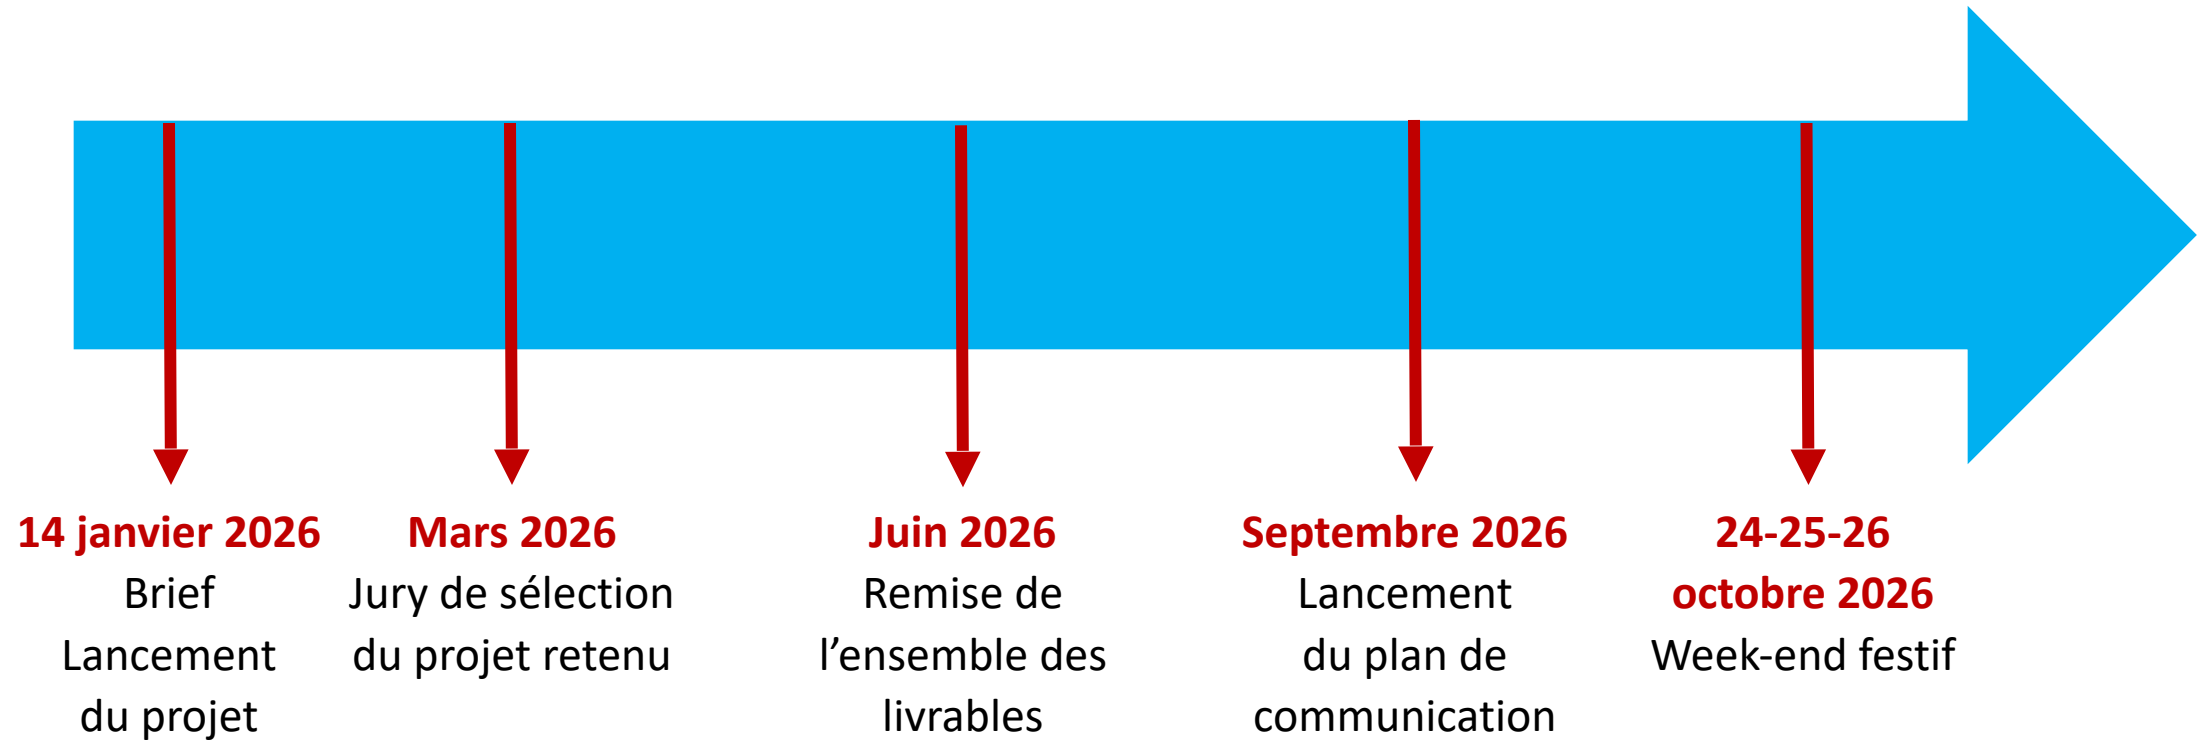 14 janvier 2026
Brief
Lancement
du projet
Mars 2026
Jury de sélection
du projet retenu
Juin 2026
Remise de
l’ensemble des
livrables
Septembre 2026
Lancement
du plan de
communication
24-25-26
octobre 2026
Week-end festif